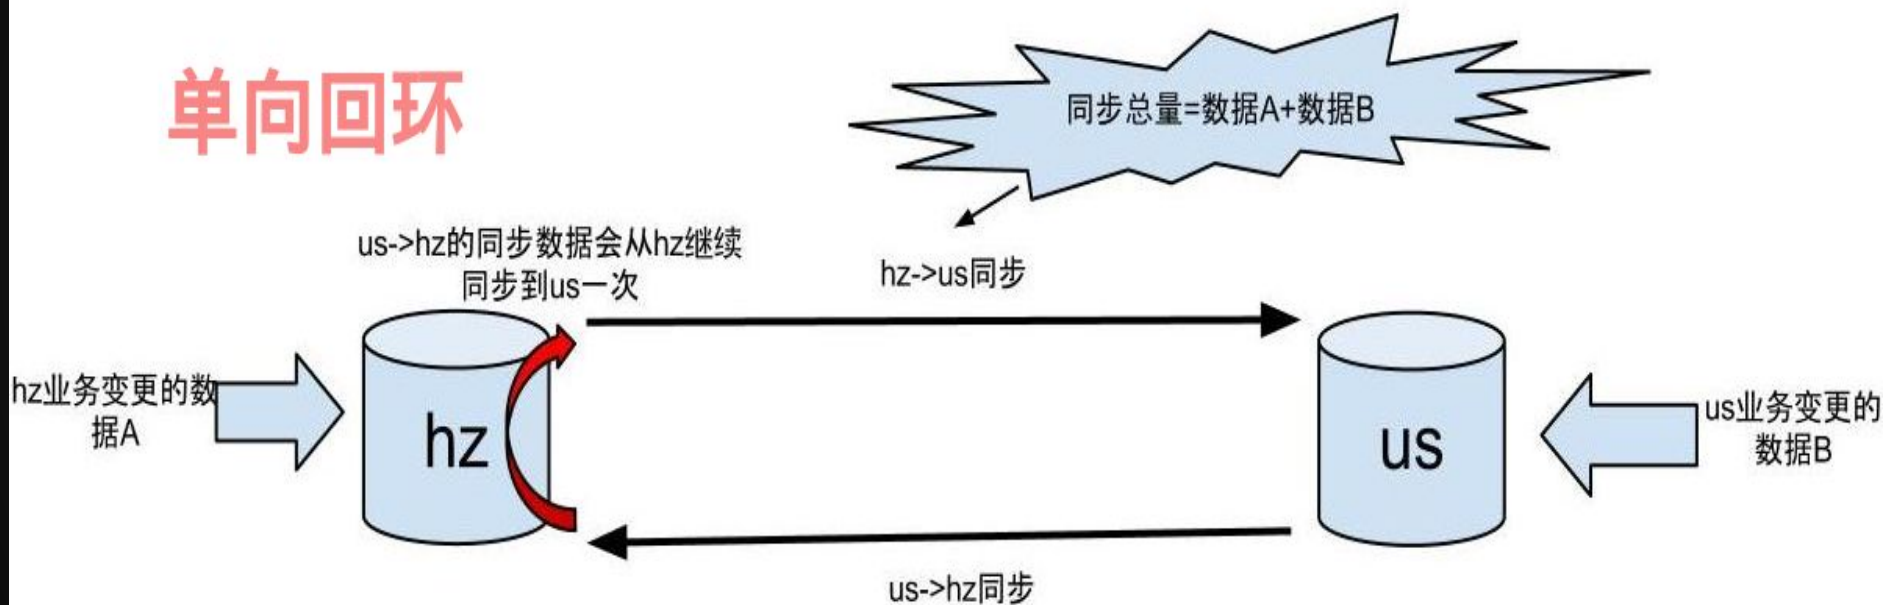 单向回环
同步总量=数据A+数据B
us->hz的同步数据会从hz继续
同步到us一次
hz->us同步
hz业务变更的数
据A
hz
us
us业务变更的
数据B
us->hz同步